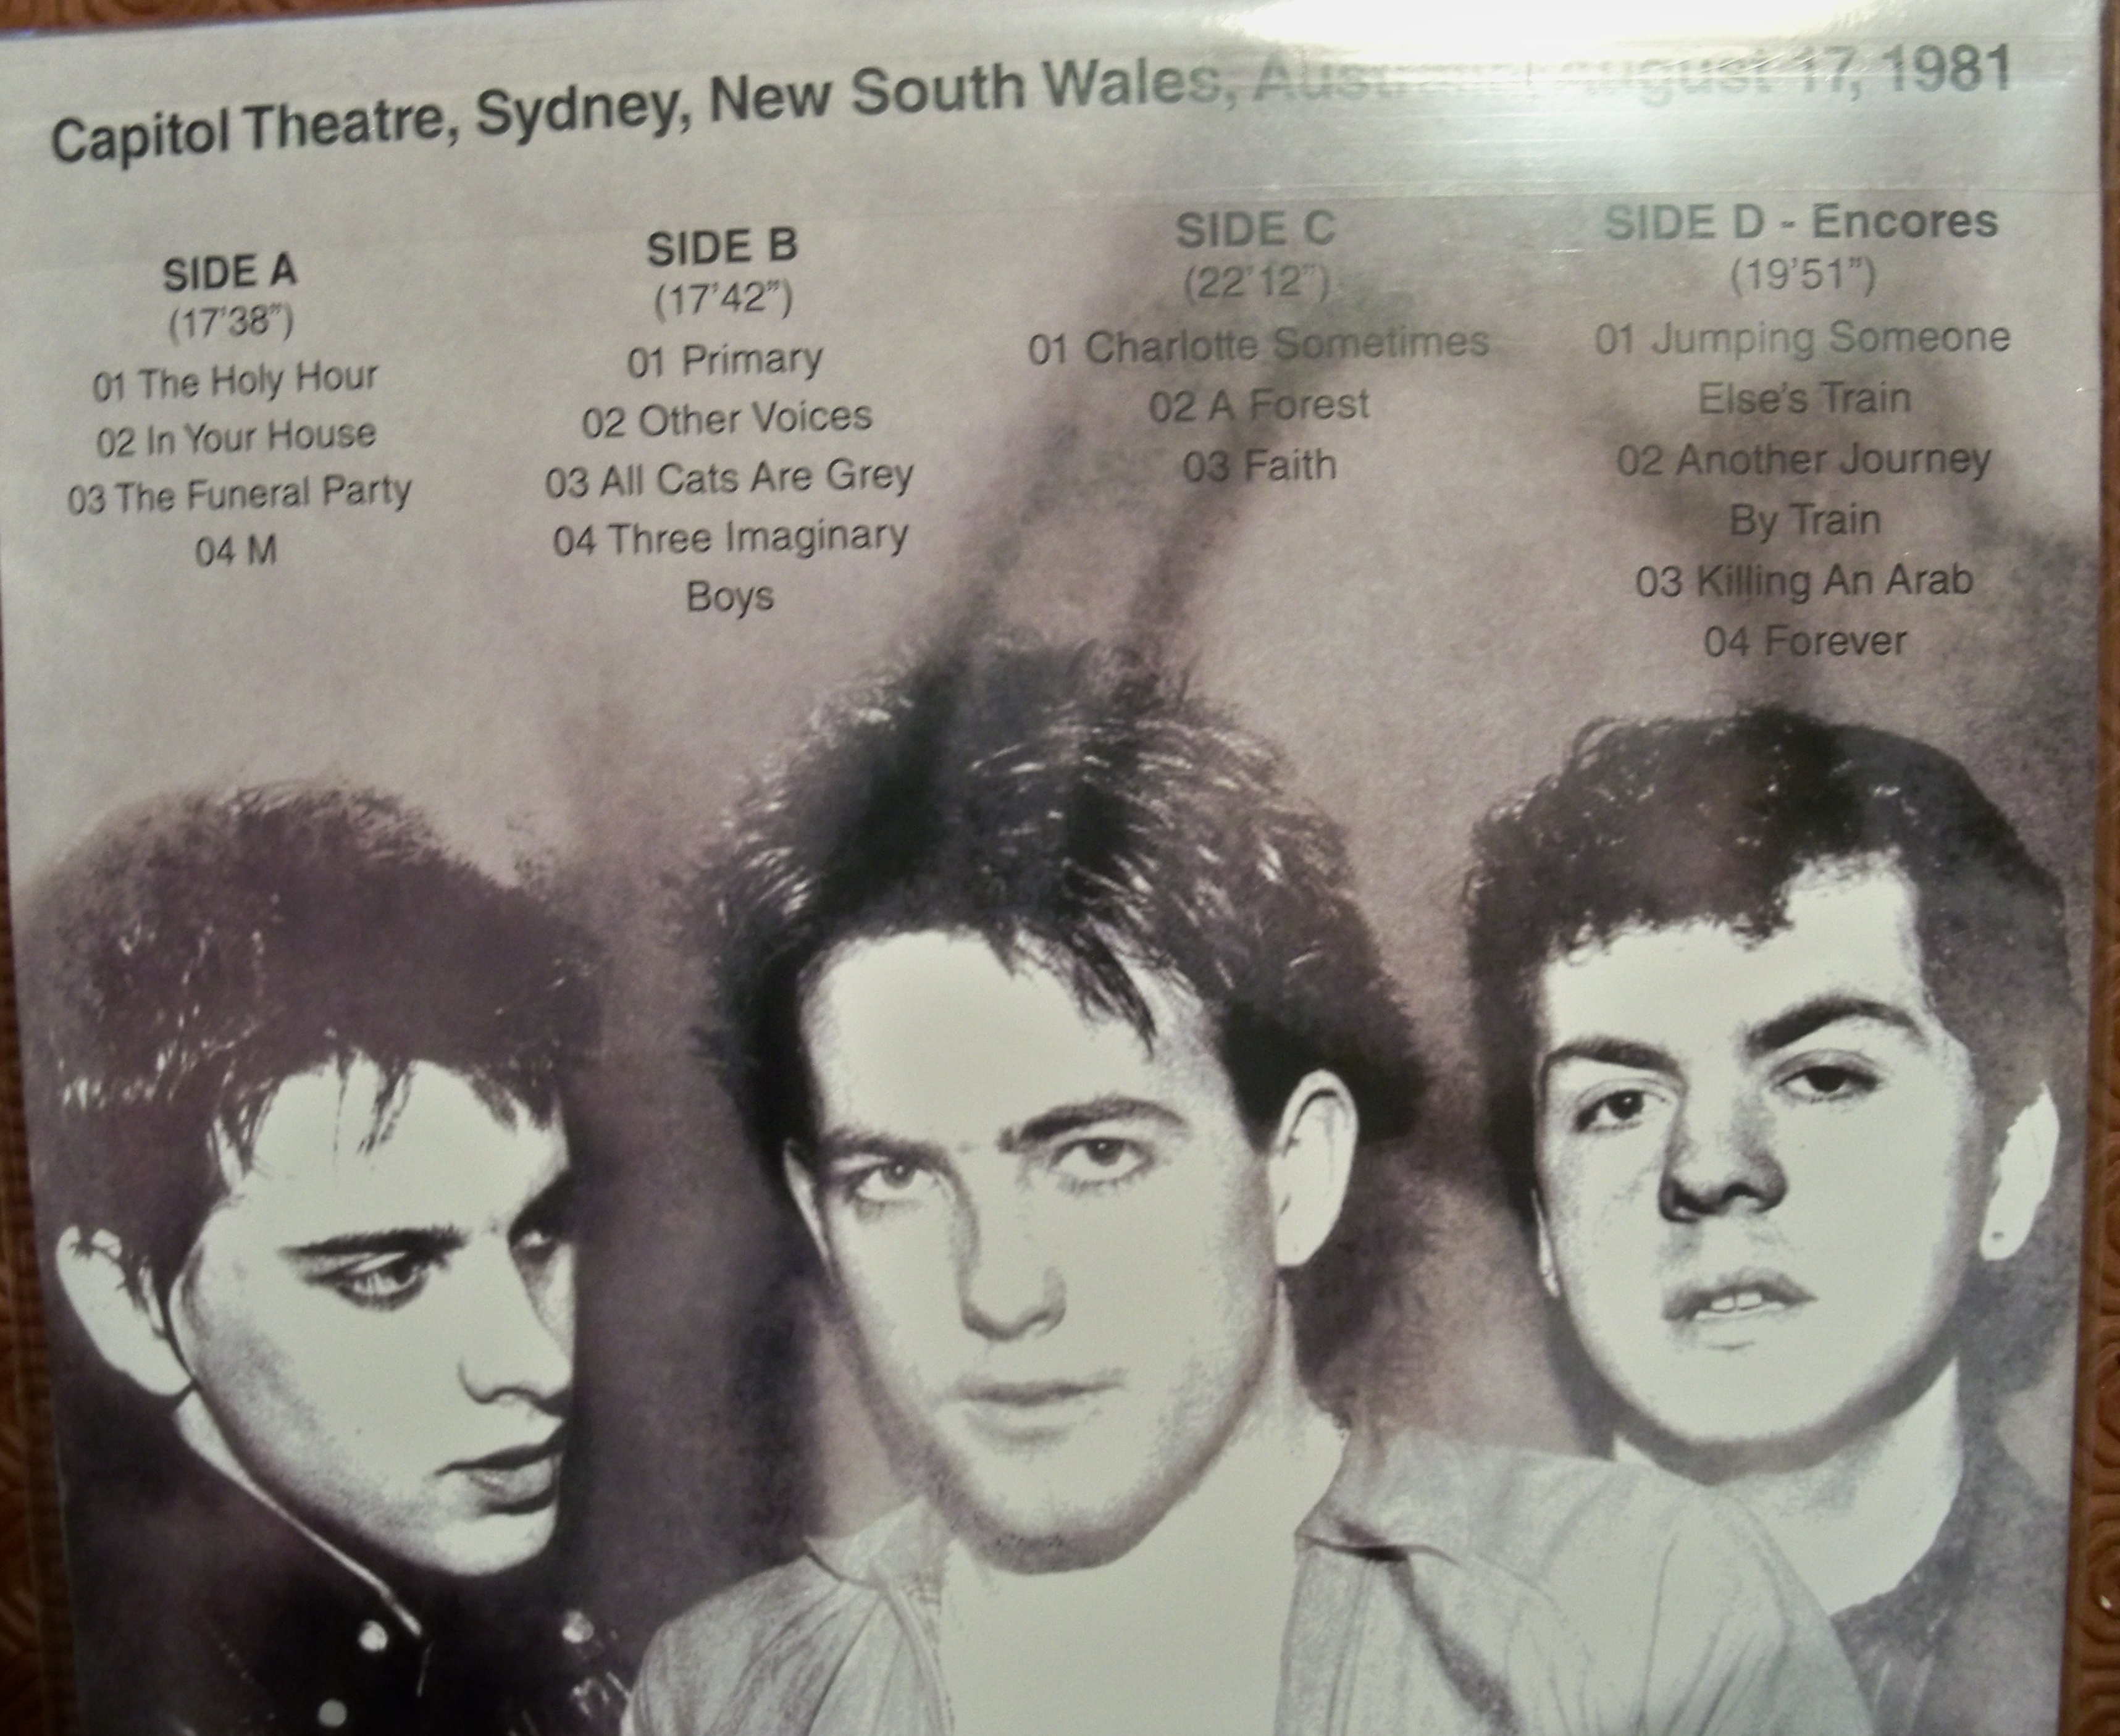 Capitol Theatre, Sydney, New South Wales, Australia, August 17, 1981
SIDE A
(17'38")
01 The Holy Hour
02 In Your House
03 The Funeral Party
04 M
SIDE B
(17'42")
01 Primary
02 Other Voices
03 All Cats Are Grey
04 Three Imaginary
Boys
SIDE C
(22'12")
01 Charlotte Sometimes
02 A Forest
03 Faith
SIDE D - Encores
(19'51")
01 Jumping Someone
Else's Train
02 Another Journey
By Train
03 Killing An Arab
04 Forever